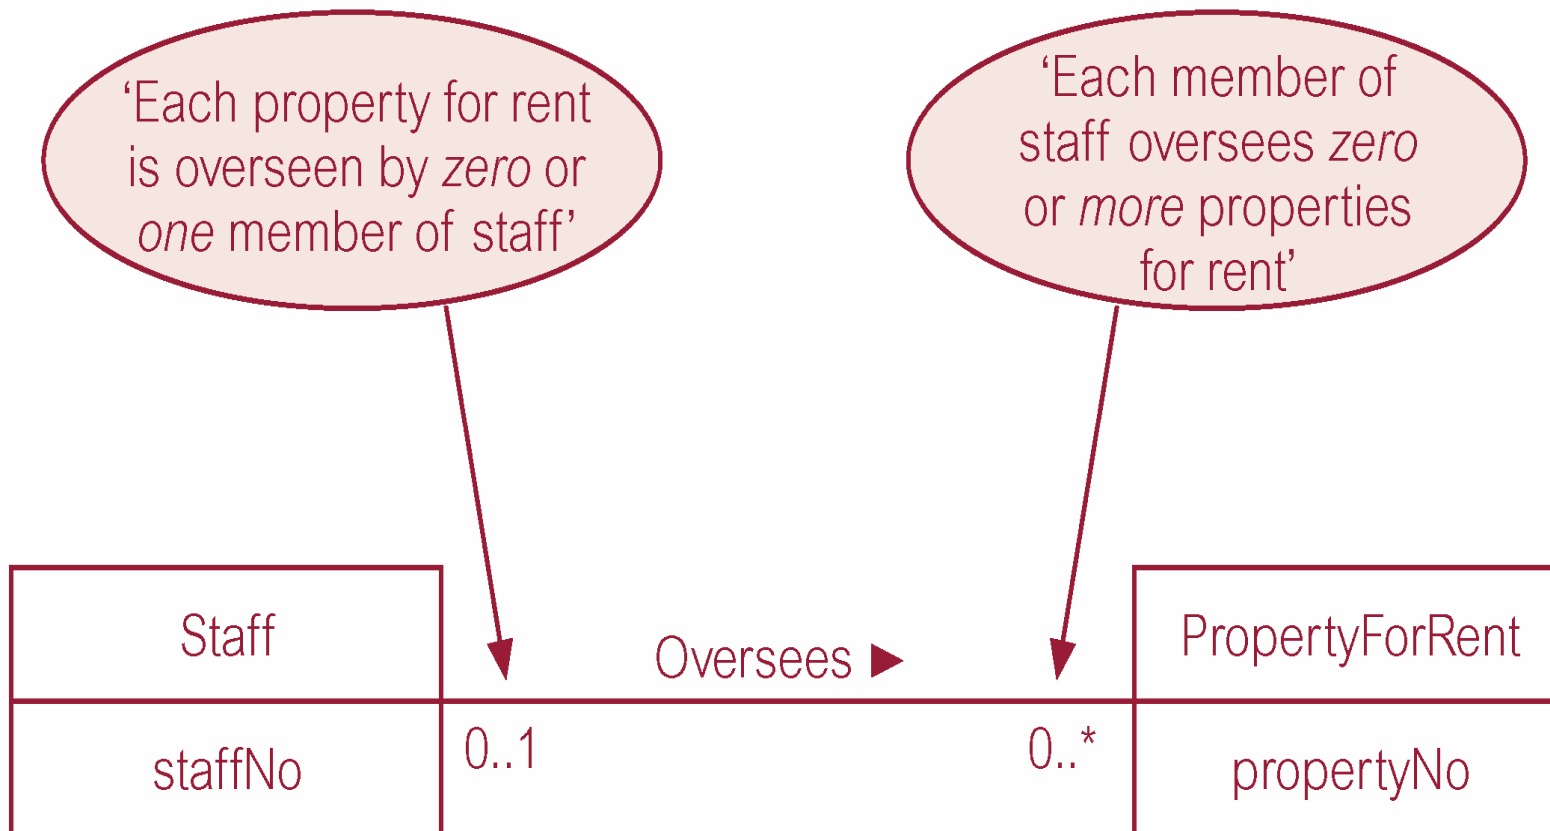 ‘Each property for rent
is overseen by zero or
one member of staff’
‘Each member of
staff oversees zero
or more properties
for rent’
Staff
Oversees ►
PropertyForRent
staffNo
0..1
0..*
propertyNo